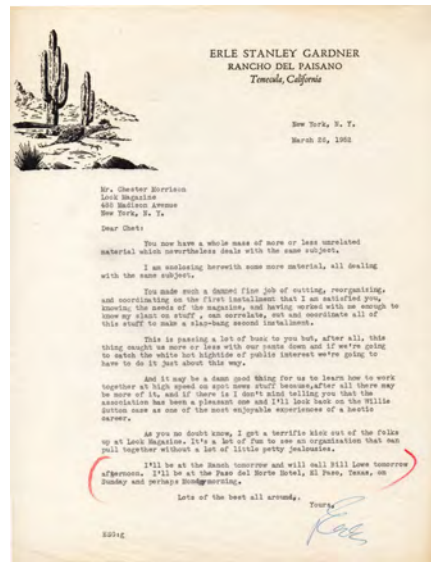 ERLE STANLEY GARDNER
RANCHO DEL PAISANO
Temecula, California
New York, N. Y.
March 28, 1952
Mr. Chester Morrison
Look Magazine
488 Madison Avenue
New York, N. Y.
Dear Chet:
You now have a whole mass of more or less unrelated
material which nevertheless deals with the same subject.
I am enclosing herewith some more material, all dealing
with the same subject.
You made such a damned fine job of cutting, reorganizing,
and coordinating on the first installment that I am satisfied you,
knowing the needs of the magazine, and having worked with me enough to
know my slant on stuff , can correlate, cut and coordinate all of
this stuff to make a slap-bang second installment.
This is passing a lot of buck to you but, after all, this
thing caught us more or less with our pants down and if we're going
to catch the white hot hightide of public interest we're going to
have to do it just about this way.
And it may be a damn good thing for us to learn how to work
together at high speed on spot news stuff because,after all there may
be more of it, and if there is I don't mind telling you that the
association has been a pleasant one and I'll look back on the Willie
Sutton case as one of the most enjoyable experiences of a hectic
career.
As you no doubt know, I get a terrific kick out of the folks
up at Look Magazine. It's a lot of fun to see an organization that can
pull together without a lot of little petty jealousies.
I'll be at the Ranch tomorrow and will call Bill Lowe tomorrow
afternoon. I'll be at the Paso del Norte Hotel, El Paso, Texas, on
Sunday and perhaps Monday morning.
Lots of the best all around,.
Yours,
Erle
ESG:g